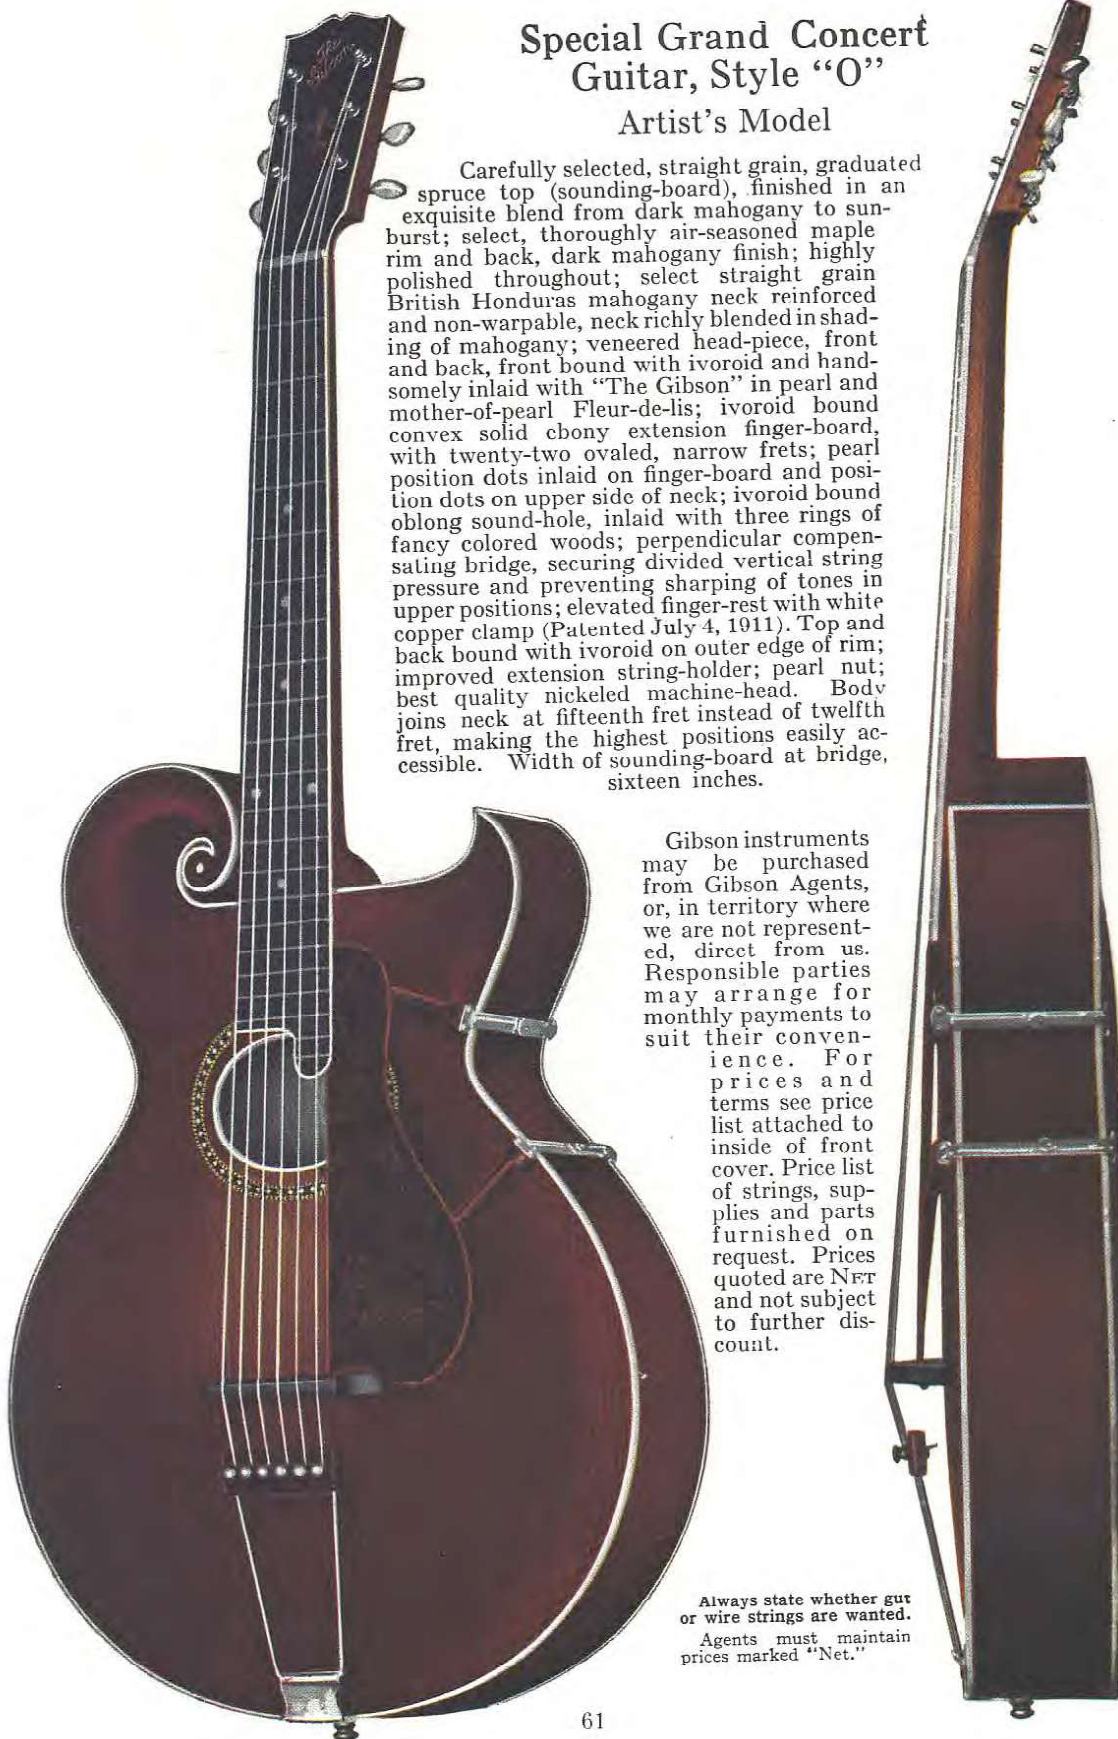 The
Gibson
Special Grand Concert
Guitar, Style “O”
Artist’s Model
Carefully selected, straight grain, graduated
spruce top (sounding-board), finished in an
exquisite blend from dark mahogany to sun-
burst; select, thoroughly air-seasoned maple
rim and back, dark mahogany finish; highly
polished throughout; select straight grain
British Honduras mahogany neck reinforced
and non-warpable, neck richly blended in shad-
ing of mahogany; veneered head-piece, front
and back, front bound with ivoroid and hand-
somely inlaid with “The Gibson” in pearl and
mother-of-pearl Fleur-de-lis; ivoroid bound
convex solid ebony extension finger-board,
with twenty-two ovaled, narrow frets; pearl
position dots inlaid on finger-board and posi-
tion dots on upper side of neck; ivoroid bound
oblong sound-hole, inlaid with three rings of
fancy colored woods; perpendicular compen-
sating bridge, securing divided vertical string
pressure and preventing sharping of tones in
upper positions; elevated finger-rest with white
copper clamp (Patented July 4, 1911). Top and
back bound with ivoroid on outer edge of rim;
improved extension string-holder; pearl nut;
best quality nickeled machine-head. Body
joins neck at fifteenth fret instead of twelfth
fret, making the highest positions easily ac-
cessible. Width of sounding-board at bridge,
sixteen inches.
Gibson instruments
may be purchased
from Gibson Agents,
or, in territory where
we are not represent-
ed, direct from us.
Responsible parties
may arrange for
monthly payments to
suit their conven-
ience. For
prices and
terms see price
list attached to
inside of front
cover. Price list
of strings, sup-
plies and parts
furnished on
request. Prices
quoted are NET
and not subject
to further dis-
count.
Always state whether gut
or wire strings are wanted.
Agents must maintain
prices marked “Net.”
61